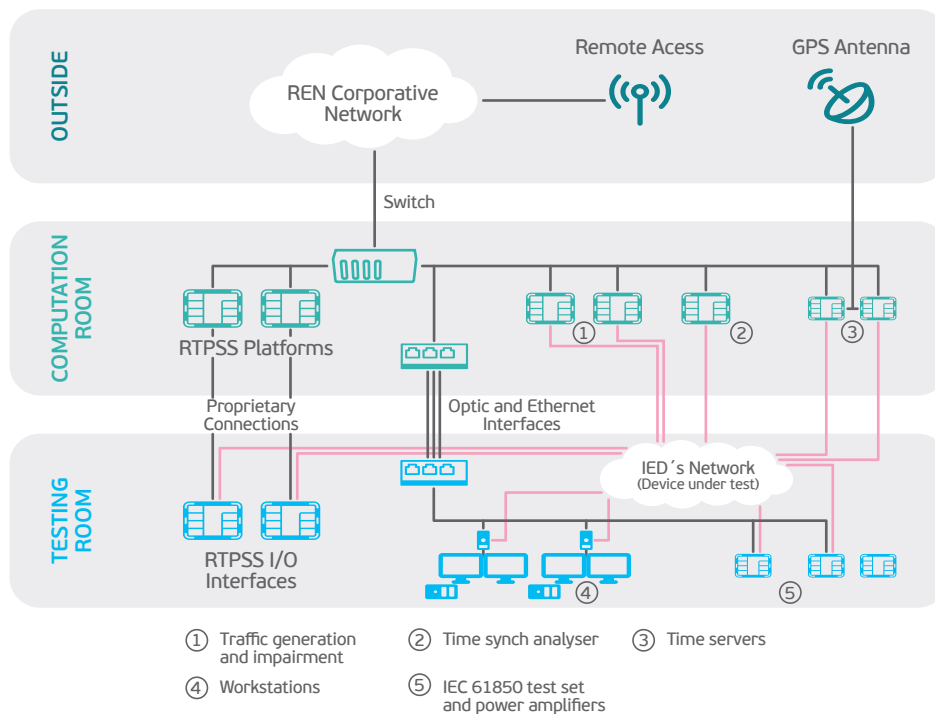 OUTSIDE
Remote Acess
GPS Antenna
REN Corporative
Network
Switch
COMPUTATION
ROOM
RTPSS Platforms
1
2
3
Proprietary
Connections
Optic and Ethernet
Interfaces
TESTING
ROOM
IED´s Network
(Device under test)
RTPSS I/O
Interfaces
4
5
1 Traffic generation
and impairment
2 Time synch analyser
3 Time servers
4 Workstations
5 IEC 61850 test set
and power amplifiers